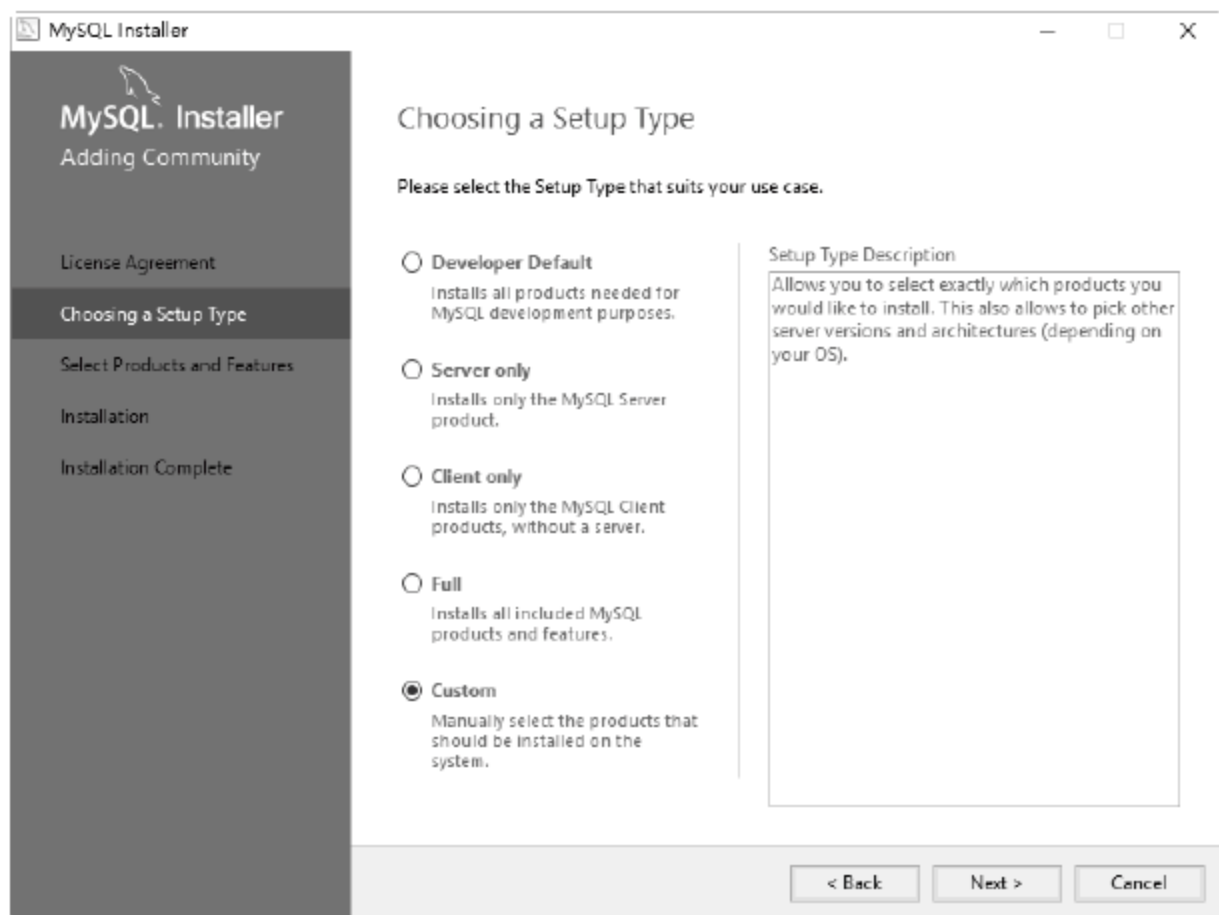 MySQL Installer
MySQL. Installer
Adding Community
License Agreement
Choosing a Setup Type
Select Products and Features
Installation
Installation Complete
Choosing a Setup Type
Please select the Setup Type that suits your use case.
Developer Default
Installs all products needed for
MySQL development purposes.
Server only
Installs only the MySQL Server
product.
Client only
Installs only the MySQL Client
products, without a server.
Full
Installs all included MySQL
products and features.
Custom
Manually select the products that
should be installed on the
system.
Setup Type Description
Allows you to select exactly which products you
would like to install. This also allows to pick other
server versions and architectures (depending on
your OS).
< Back
Next >
Cancel